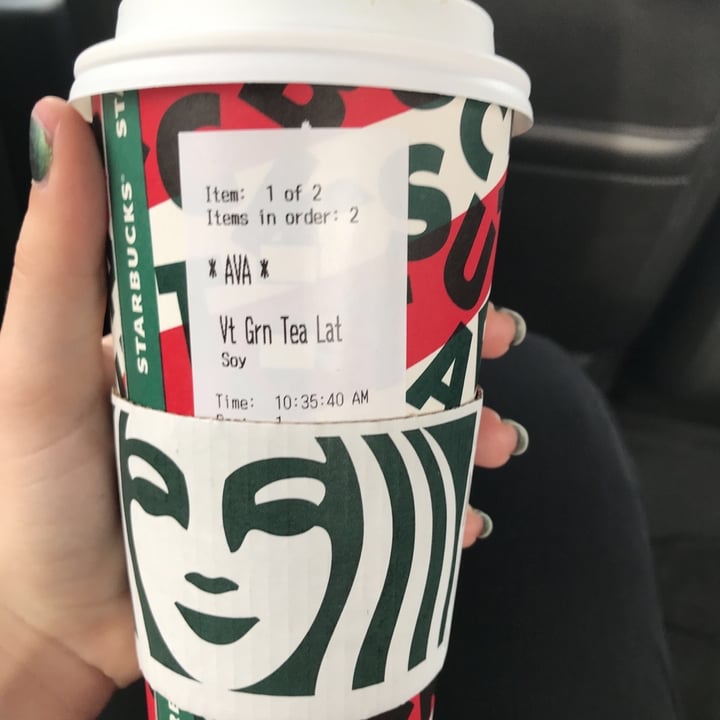 STARBUCKS
Item: 1 of 2
Items in order: 2
* AVA *
Vt Grn Tea Lat
Soy
Time: 10:35:40 AM